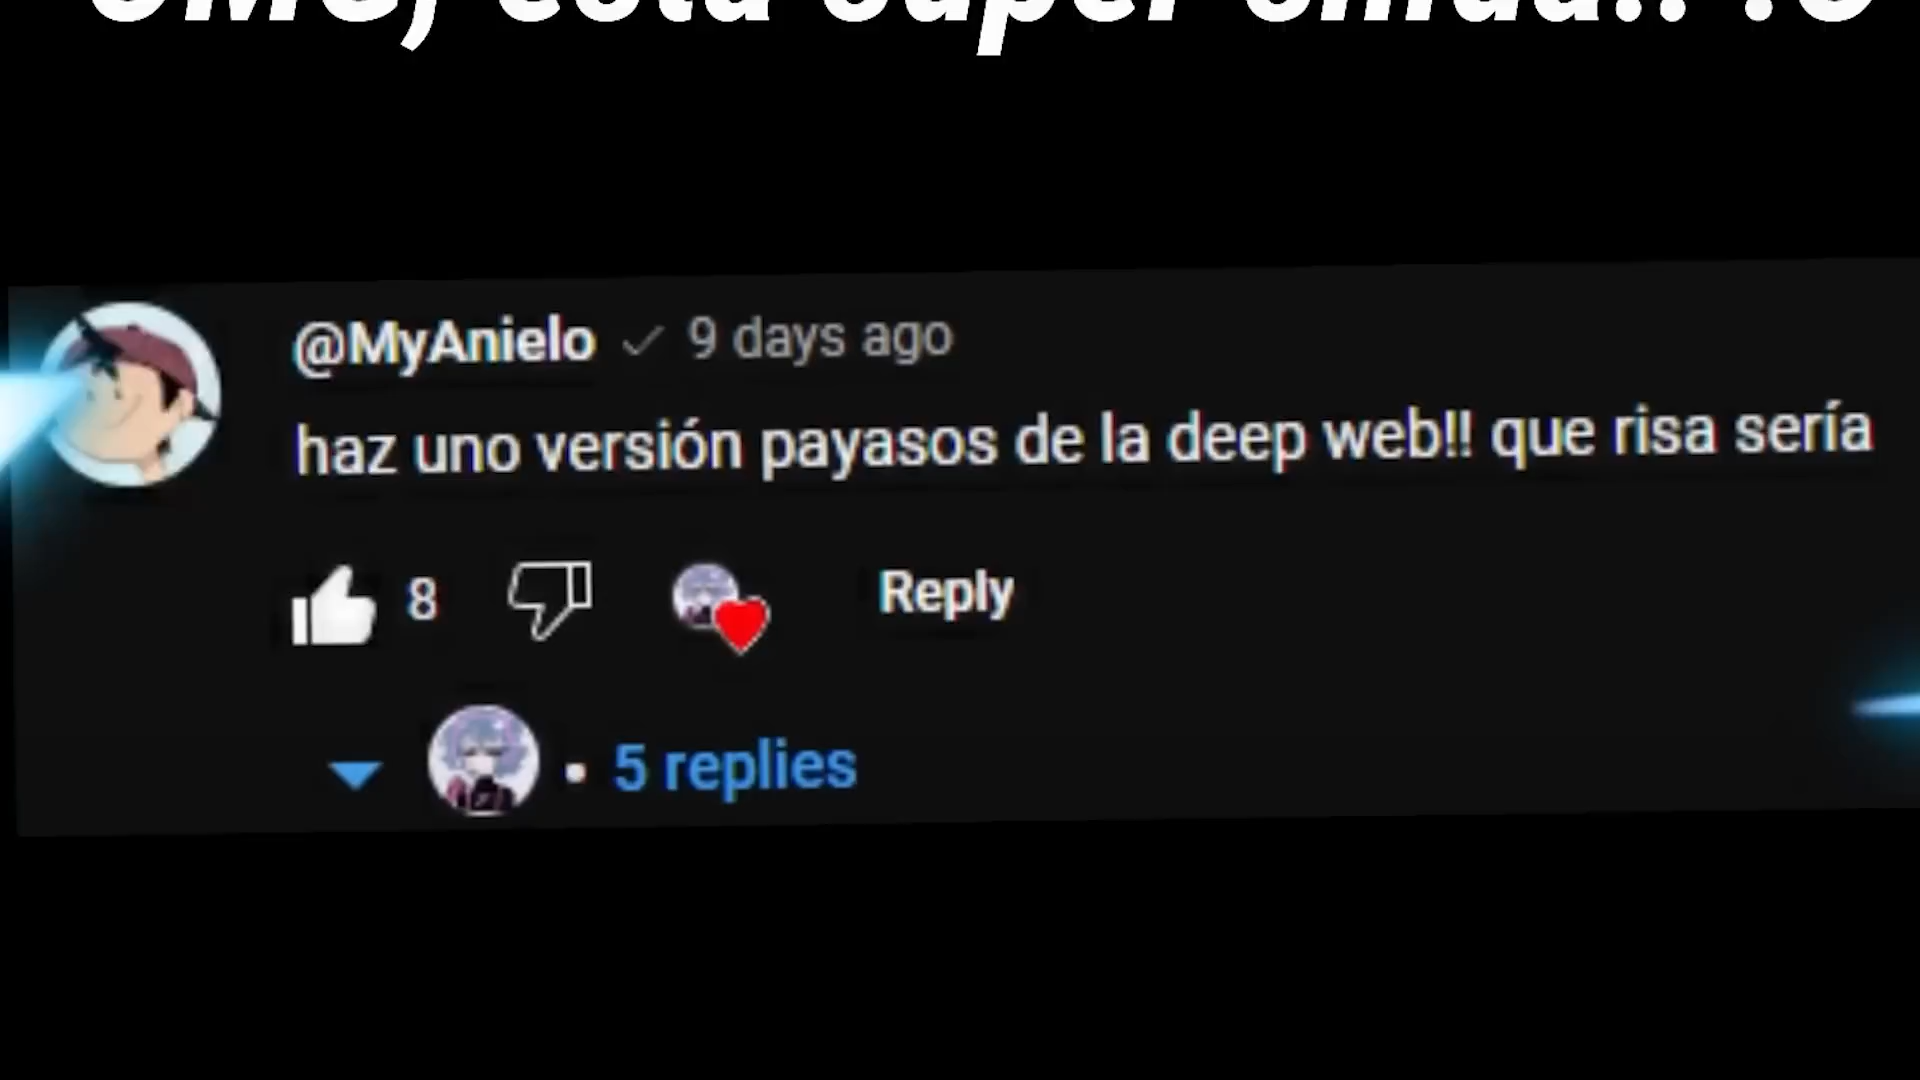 @MyAnielo ✓ 9 days ago
haz uno versión payasos de la deep web!! que risa sería
8 Reply
• 5 replies